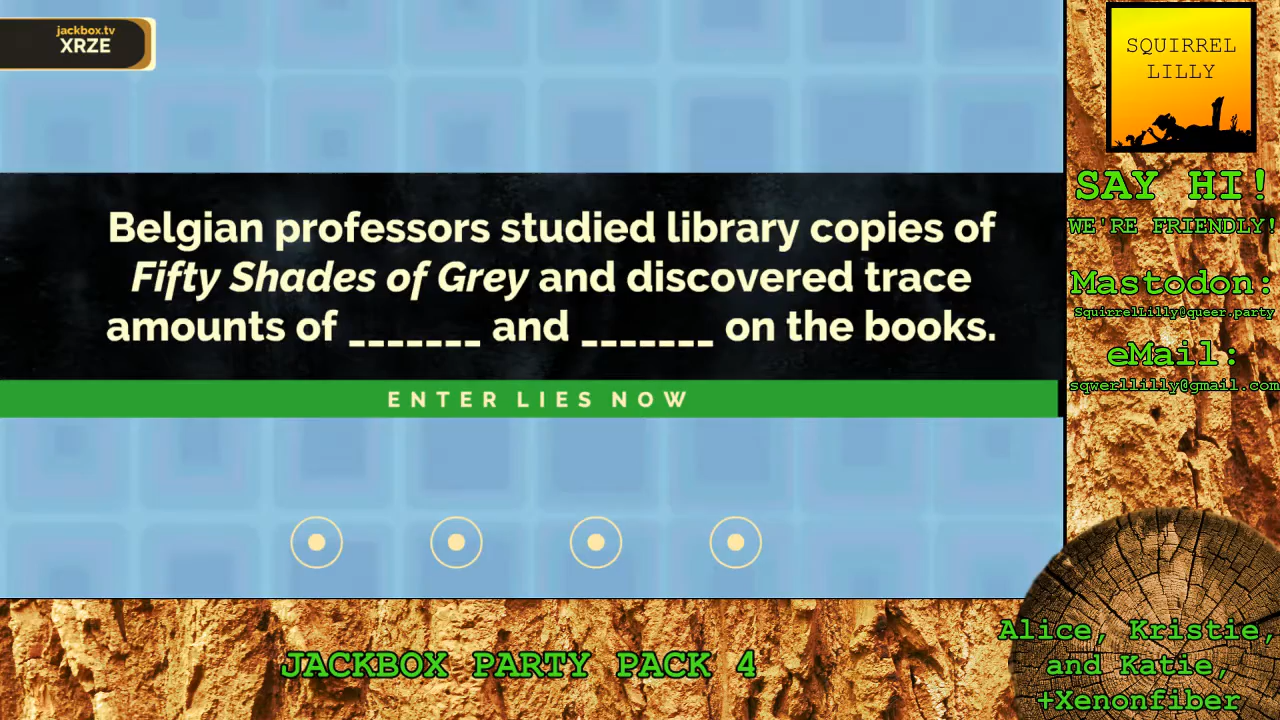 jackbox.tv
XRZE
SQUIRREL
LILLY
Belgian professors studied library copies of
Fifty Shades of Grey and discovered trace
amounts of _______ and _______ on the books.
ENTER LIES NOW
SAY HI!
WE'RE FRIENDLY!
Mastodon:
SquirrelLilly@queer.party
eMail:
sqwerllilly@gmail.com
JACKBOX PARTY PACK 4
Alice, Kristie,
and Katie,
+Xenonfiber